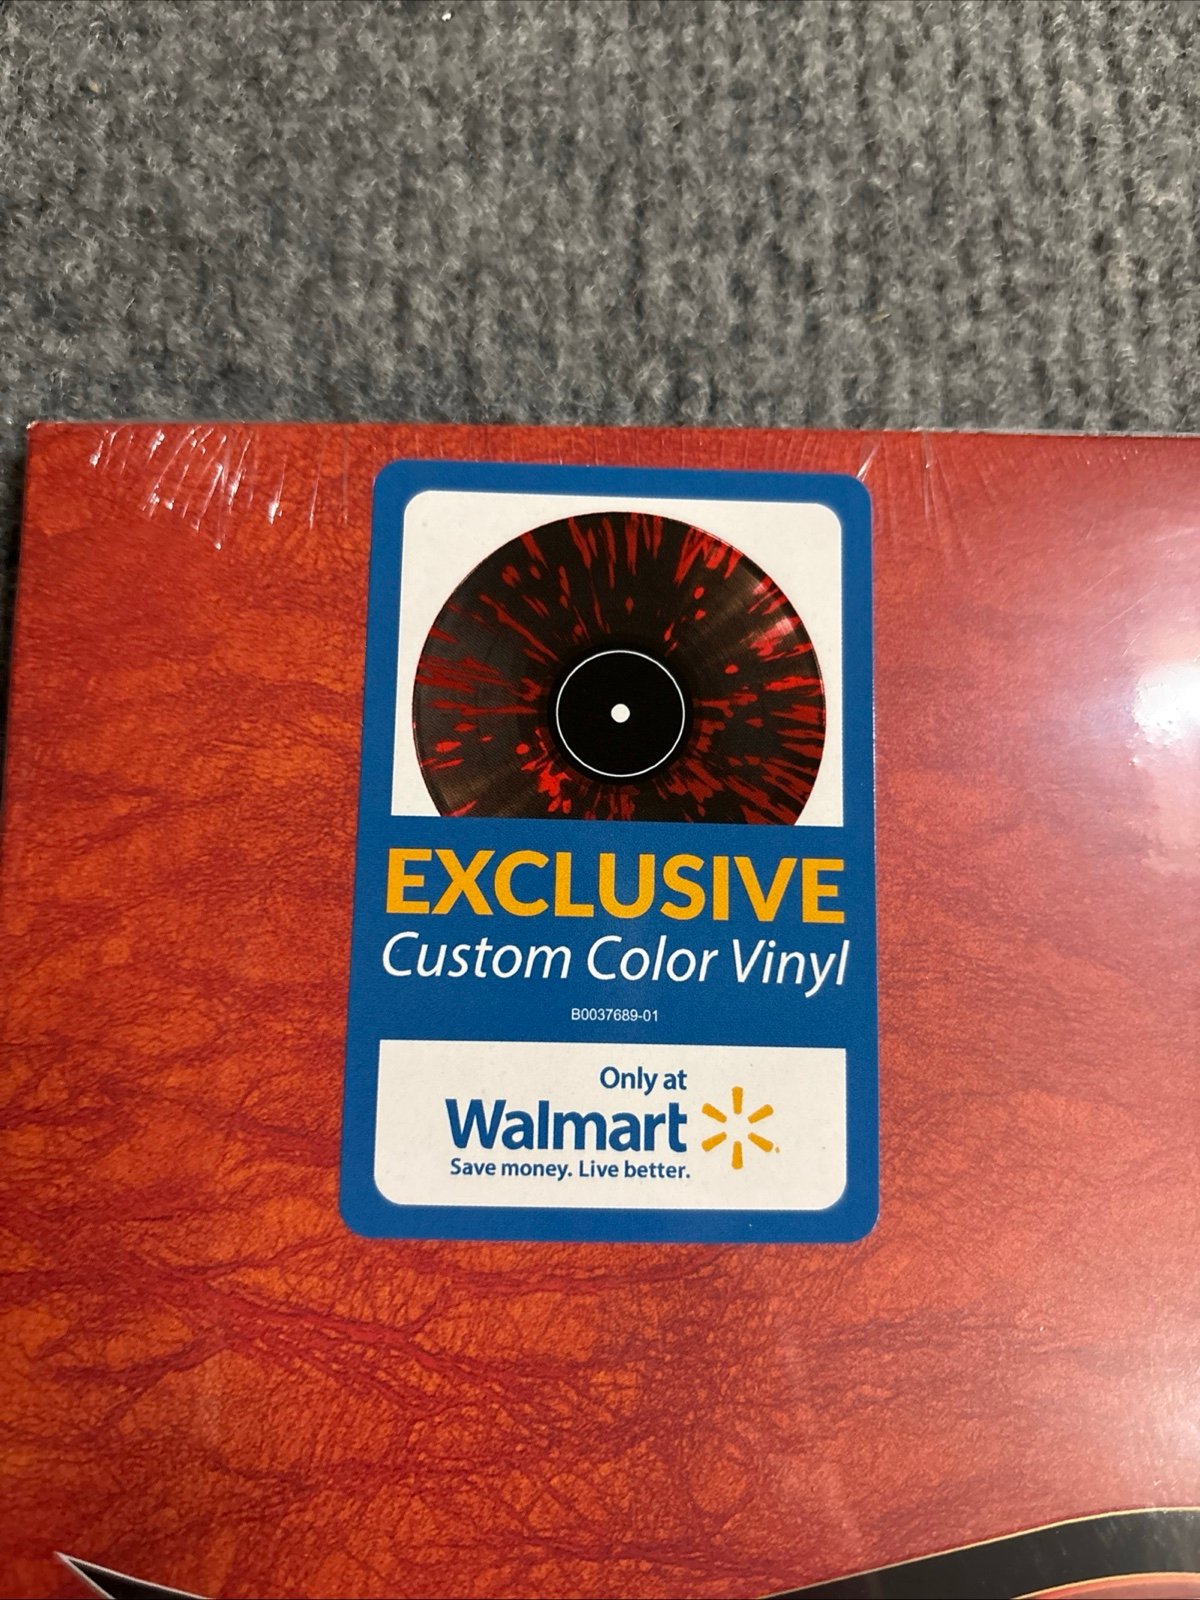 EXCLUSIVE
Custom Color Vinyl
B0037689-01
Only at
Walmart
Save money. Live better.